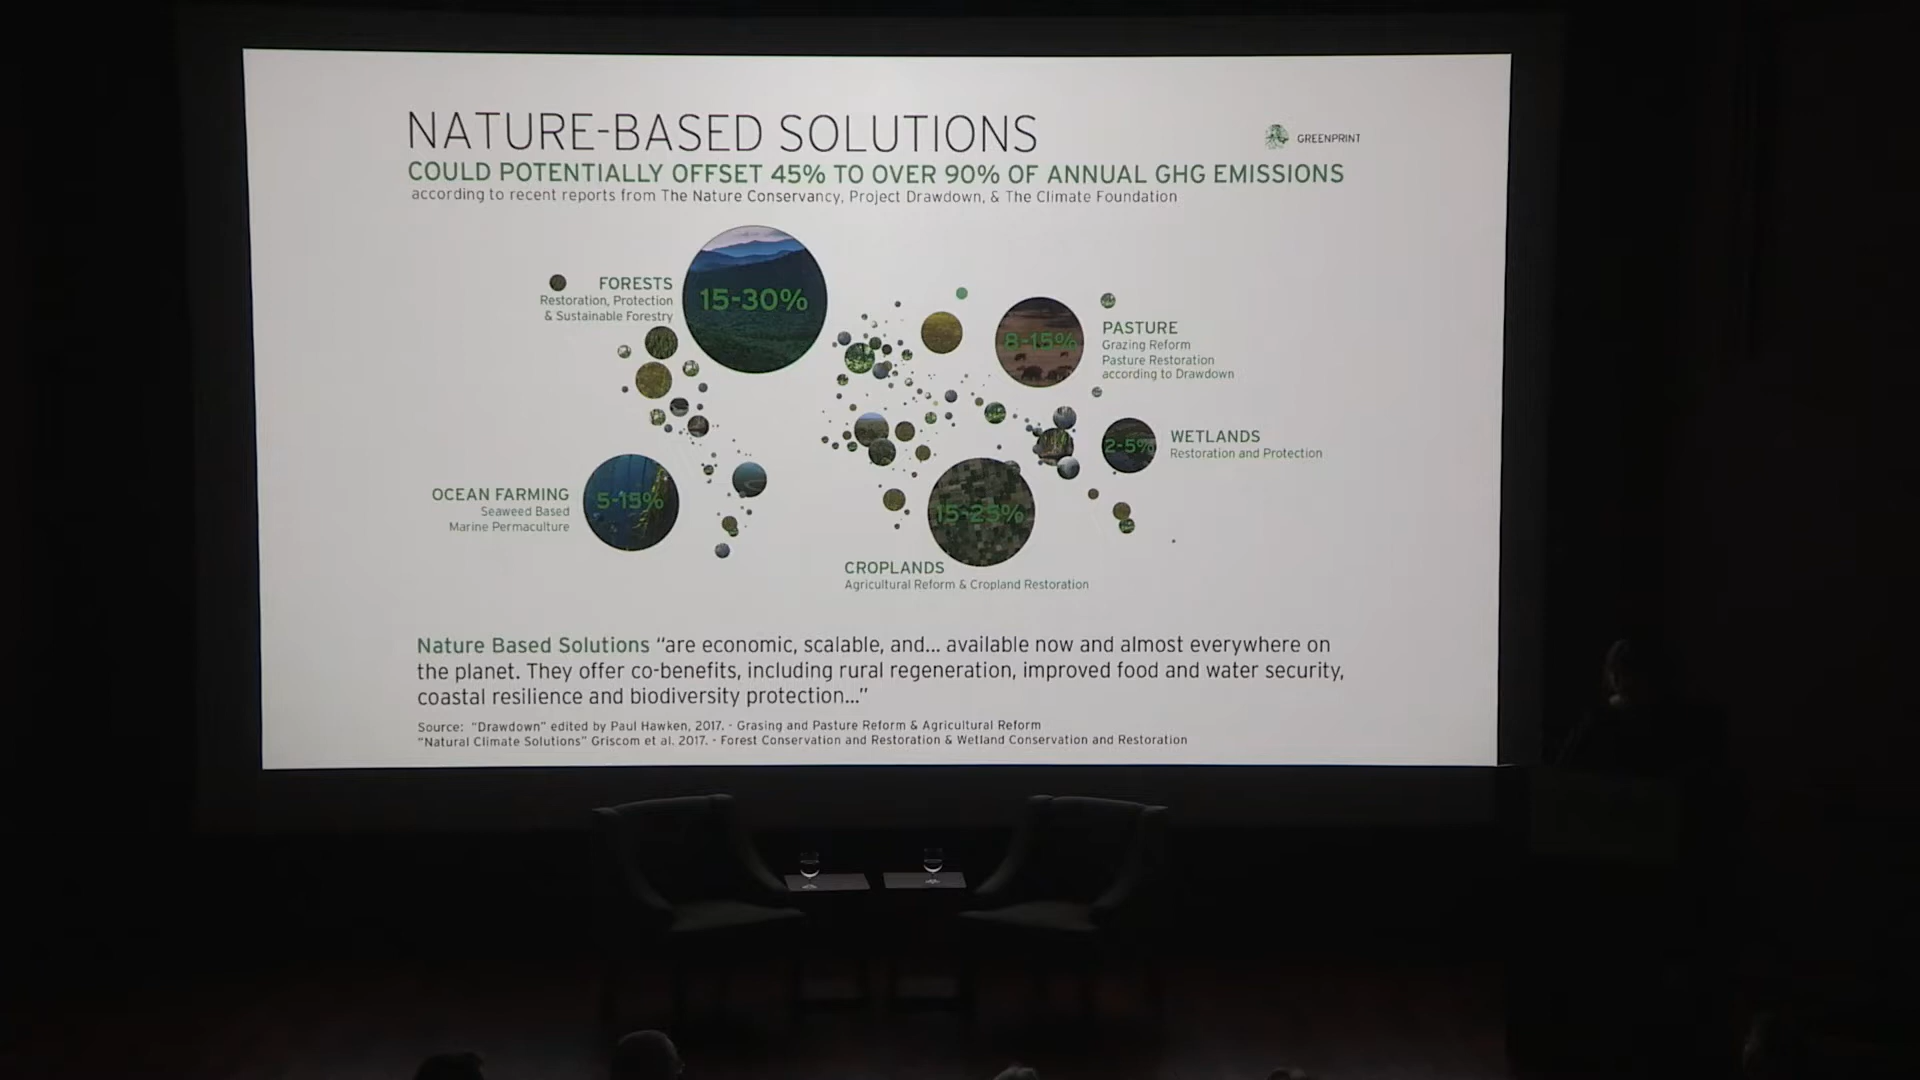 NATURE-BASED SOLUTIONS
GREENPRINT
COULD POTENTIALLY OFFSET 45% TO OVER 90% OF ANNUAL GHG EMISSIONS
according to recent reports from The Nature Conservancy, Project Drawdown, & The Climate Foundation
FORESTS
Restoration, Protection
& Sustainable Forestry
15-30%
8-15%
PASTURE
Grazing Reform
Pasture Restoration
according to Drawdown
2-5%
WETLANDS
Restoration and Protection
OCEAN FARMING
Seaweed Based
Marine Permaculture
5-15%
15-25%
CROPLANDS
Agricultural Reform & Cropland Restoration
Nature Based Solutions “are economic, scalable, and... available now and almost everywhere on
the planet. They offer co-benefits, including rural regeneration, improved food and water security,
coastal resilience and biodiversity protection...”
Source: “Drawdown” edited by Paul Hawken, 2017. - Grasing and Pasture Reform & Agricultural Reform
“Natural Climate Solutions” Griscom et al. 2017. - Forest Conservation and Restoration & Wetland Conservation and Restoration